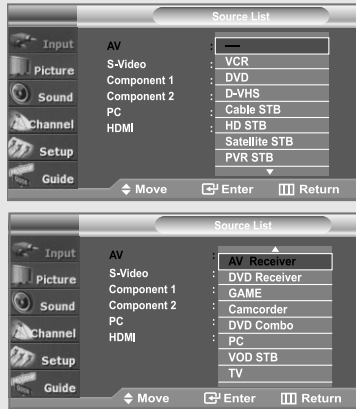 Source List
Input
Picture
Sound
Channel
Setup
Guide
AV : ----
S-Video : VCR
Component 1 : DVD
Component 2 : D-VHS
PC : Cable STB
HDMI : HD STB
Satellite STB
PVR STB
Move Enter Return
Source List
Input
Picture
Sound
Channel
Setup
Guide
AV : AV Receiver
S-Video : DVD Receiver
Component 1 : GAME
Component 2 : Camcorder
PC : DVD Combo
HDMI : PC
VOD STB
TV
Move Enter Return